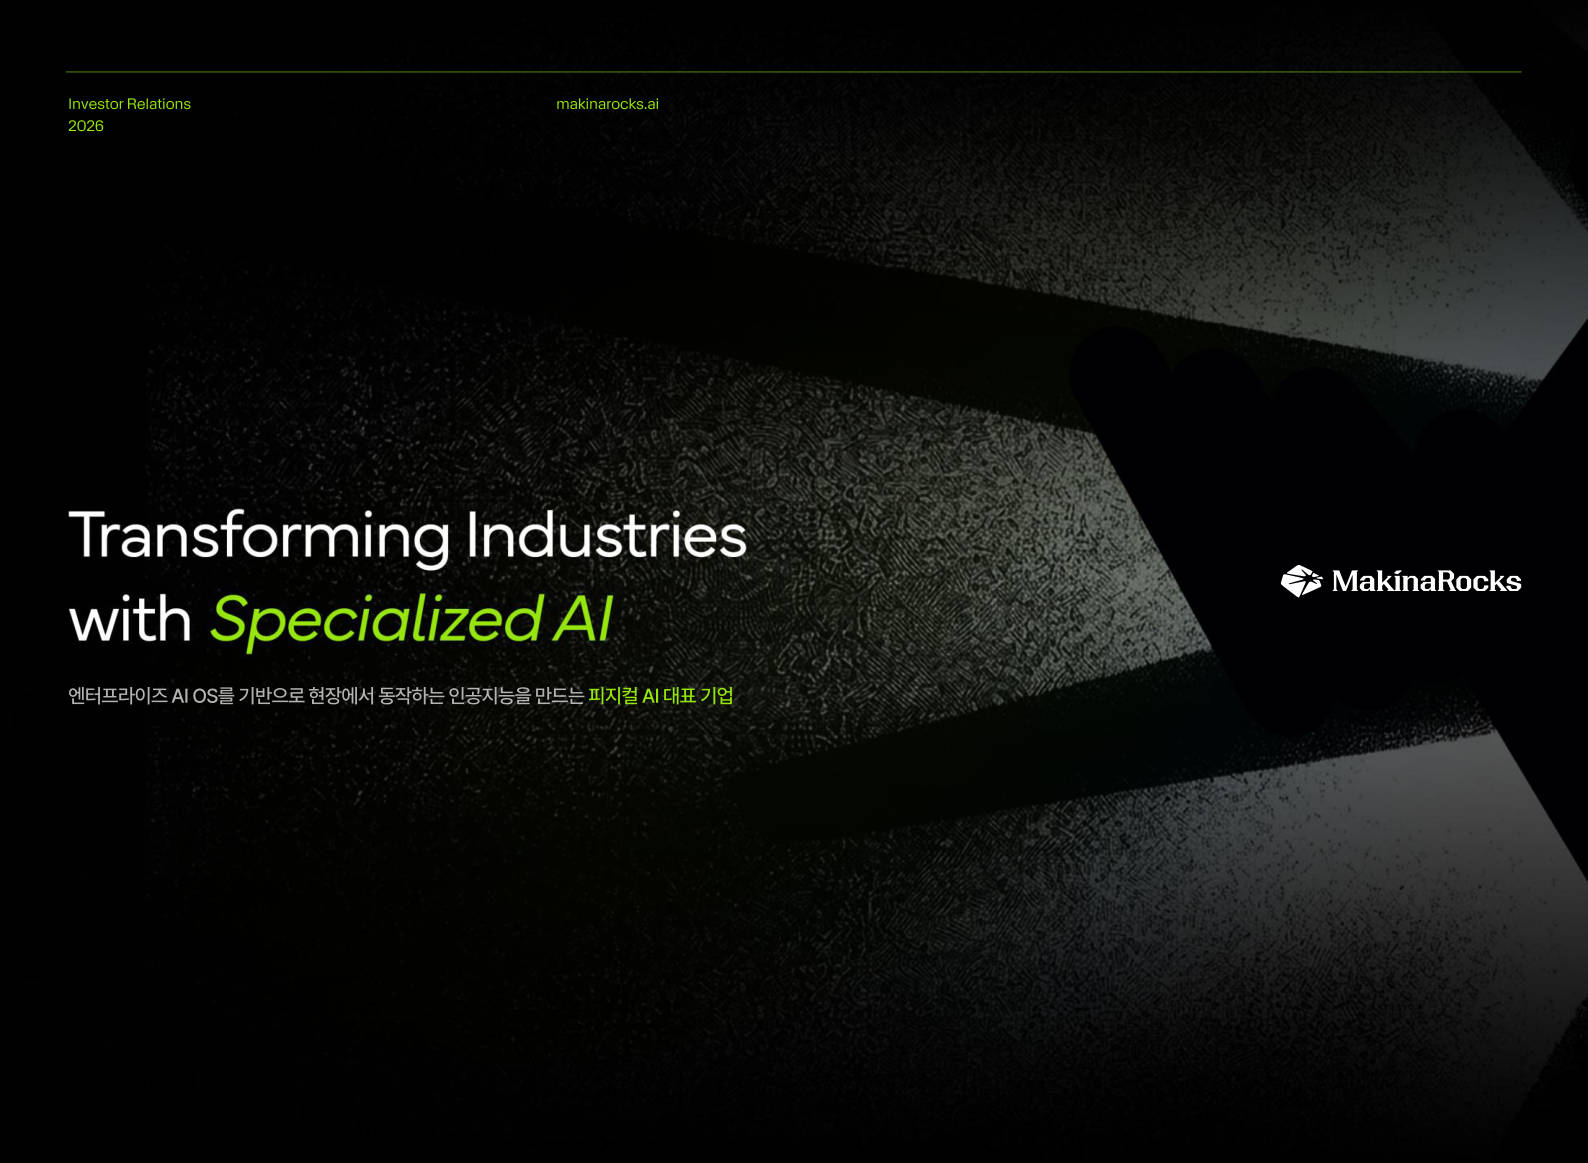 Investor Relations
2026
makinarocks.ai
Transforming Industries
with Specialized AI
엔터프라이즈 AI OS를 기반으로 현장에서 동작하는 인공지능을 만드는 피지컬 AI 대표 기업
MakinaRocks